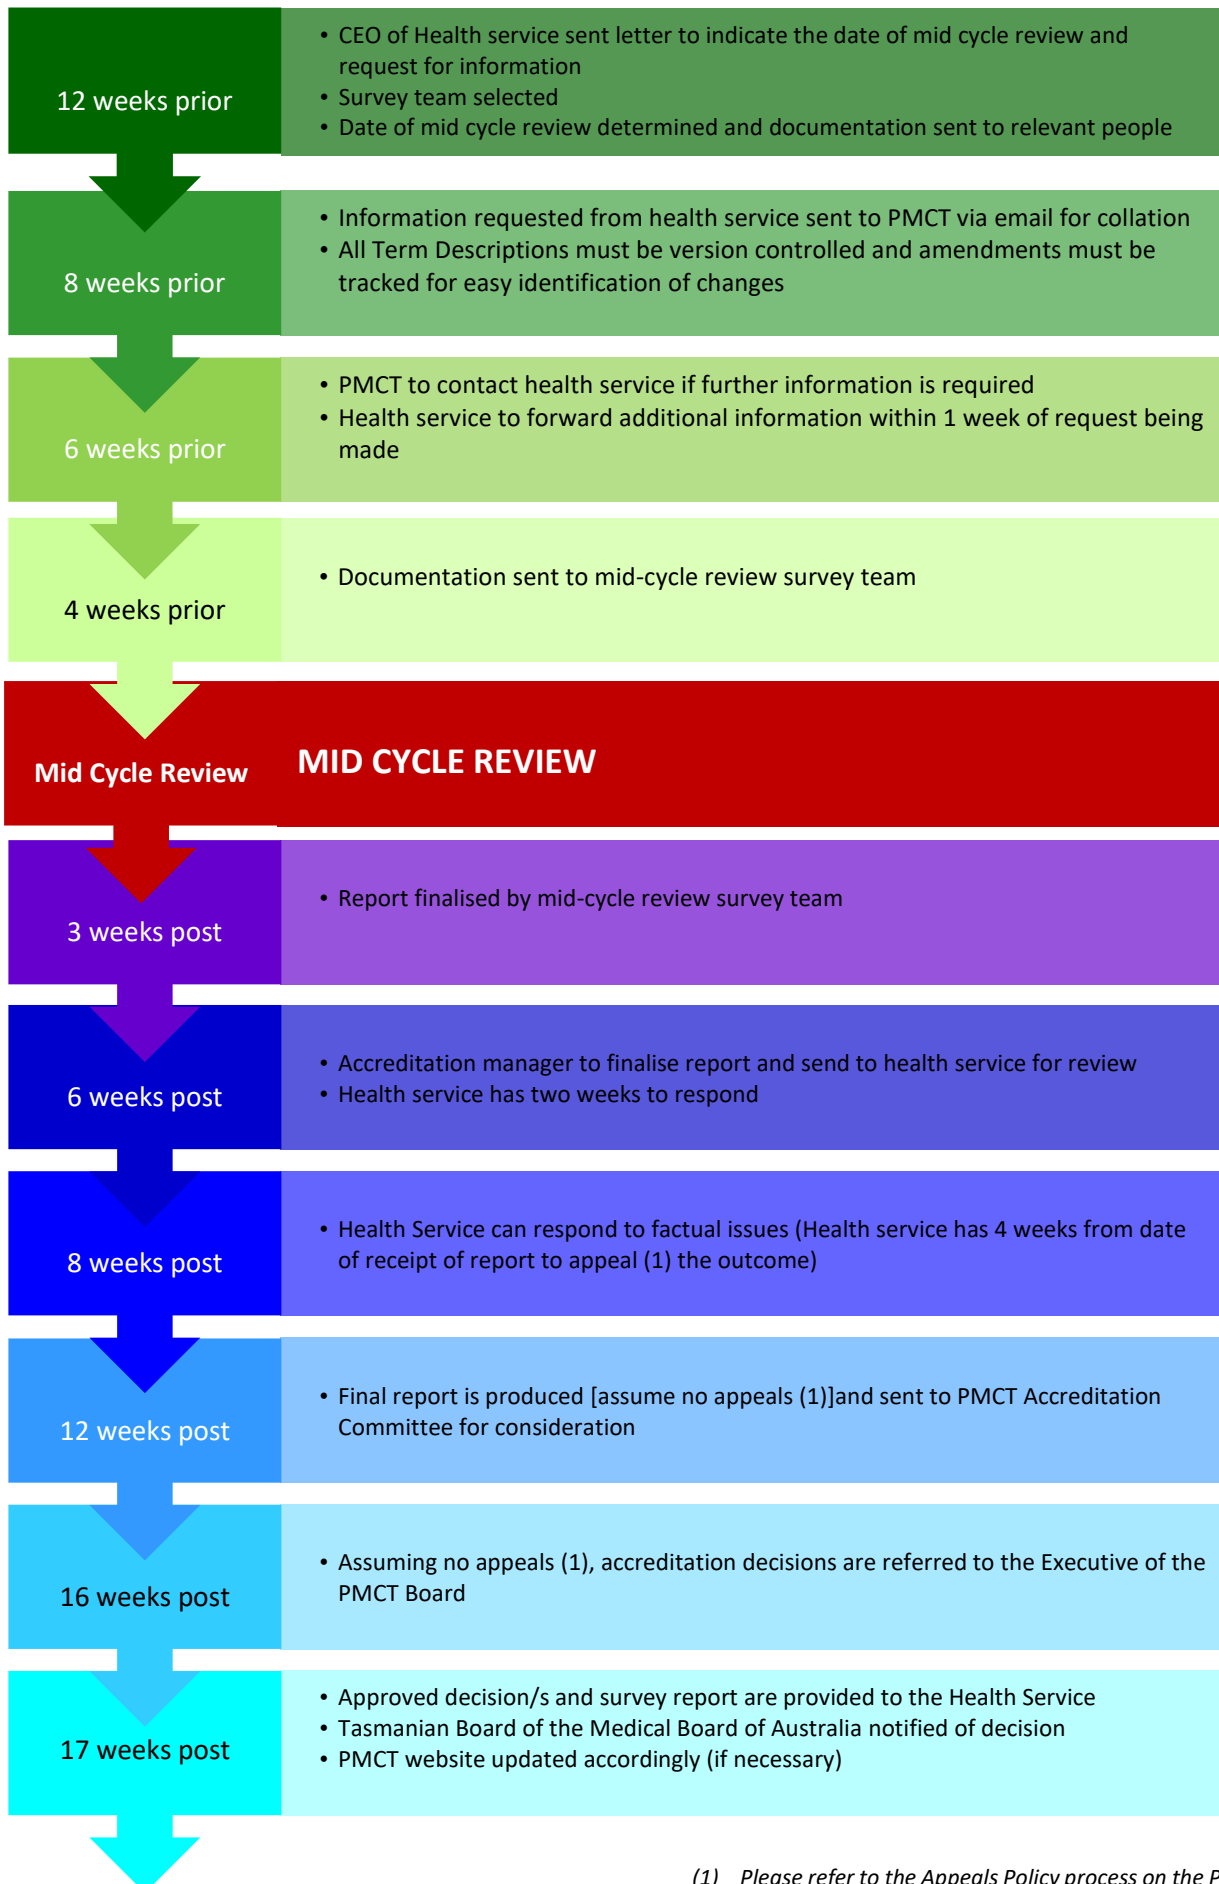 12 weeks prior
• CEO of Health service sent letter to indicate the date of mid cycle review and
request for information
• Survey team selected
• Date of mid cycle review determined and documentation sent to relevant people
8 weeks prior
• Information requested from health service sent to PMCT via email for collation
• All Term Descriptions must be version controlled and amendments must be
tracked for easy identification of changes
6 weeks prior
• PMCT to contact health service if further information is required
• Health service to forward additional information within 1 week of request being
made
4 weeks prior
• Documentation sent to mid-cycle review survey team
Mid Cycle Review
MID CYCLE REVIEW
3 weeks post
• Report finalised by mid-cycle review survey team
6 weeks post
• Accreditation manager to finalise report and send to health service for review
• Health service has two weeks to respond
8 weeks post
• Health Service can respond to factual issues (Health service has 4 weeks from date
of receipt of report to appeal (1) the outcome)
12 weeks post
• Final report is produced [assume no appeals (1)]and sent to PMCT Accreditation
Committee for consideration
16 weeks post
• Assuming no appeals (1), accreditation decisions are referred to the Executive of the
PMCT Board
17 weeks post
• Approved decision/s and survey report are provided to the Health Service
• Tasmanian Board of the Medical Board of Australia notified of decision
• PMCT website updated accordingly (if necessary)
(1) Please refer to the Appeals Policy process on the